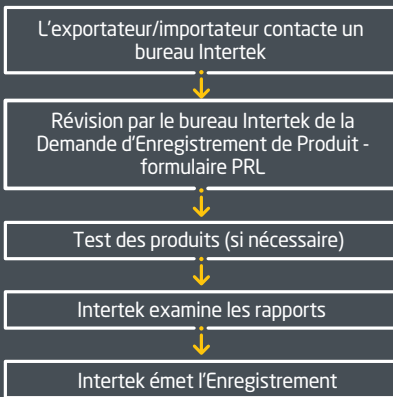 L'exportateur/importateur contacte un
bureau Intertek
Révision par le bureau Intertek de la
Demande d'Enregistrement de Produit -
formulaire PRL
Test des produits (si nécessaire)
Intertek examine les rapports
Intertek émet l'Enregistrement